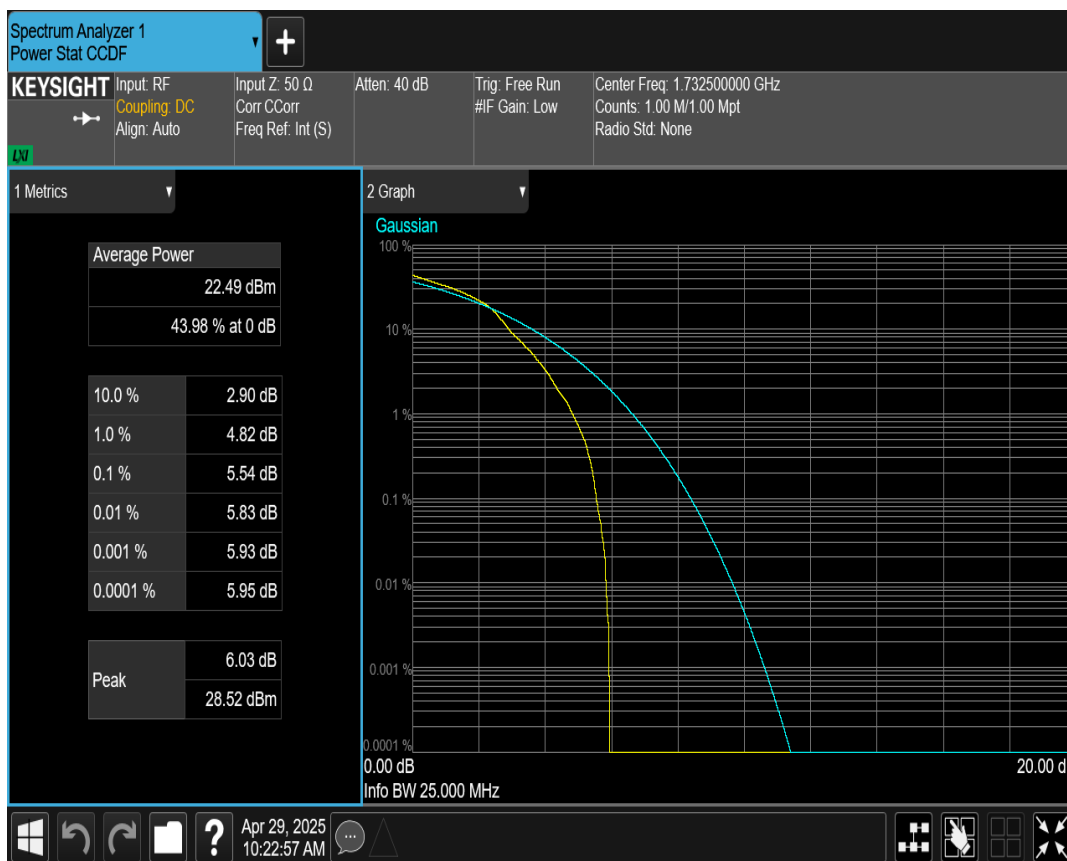 Spectrum Analyzer 1
Power Stat CCDF
+
KEYSIGHT
LXI
Input: RF
Coupling: DC
Align: Auto
Input Z: 50 Ω
Corr CCorr
Freq Ref: Int (S)
Atten: 40 dB
Trig: Free Run
#IF Gain: Low
Center Freq: 1.732500000 GHz
Counts: 1.00 M/1.00 Mpt
Radio Std: None
1 Metrics
Average Power
22.49 dBm
43.98 % at 0 dB
10.0 % 2.90 dB
1.0 % 4.82 dB
0.1 % 5.54 dB
0.01 % 5.83 dB
0.001 % 5.93 dB
0.0001 % 5.95 dB
Peak
6.03 dB
28.52 dBm
2 Graph
Gaussian
100 %
10 %
1 %
0.1 %
0.01 %
0.001 %
0.0001 %
0.00 dB 20.00 d
Info BW 25.000 MHz
?
Apr 29, 2025
10:22:57 AM